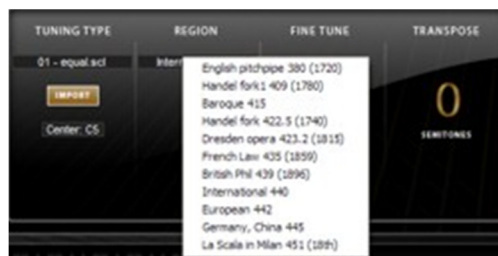 TUNING TYPE
REGION
FINE TUNE
TRANSPOSE
01 - equal.scl
Intern
IMPORT
Center: C5
English pitchpipe 380 (1720)
Handel fork1 409 (1780)
Baroque 415
Handel fork 422.5 (1740)
Dresden opera 423.2 (1815)
French Law 435 (1859)
British Phil 439 (1896)
International 440
European 442
Germany, China 445
La Scala in Milan 451 (18th)
0
SEMITONES